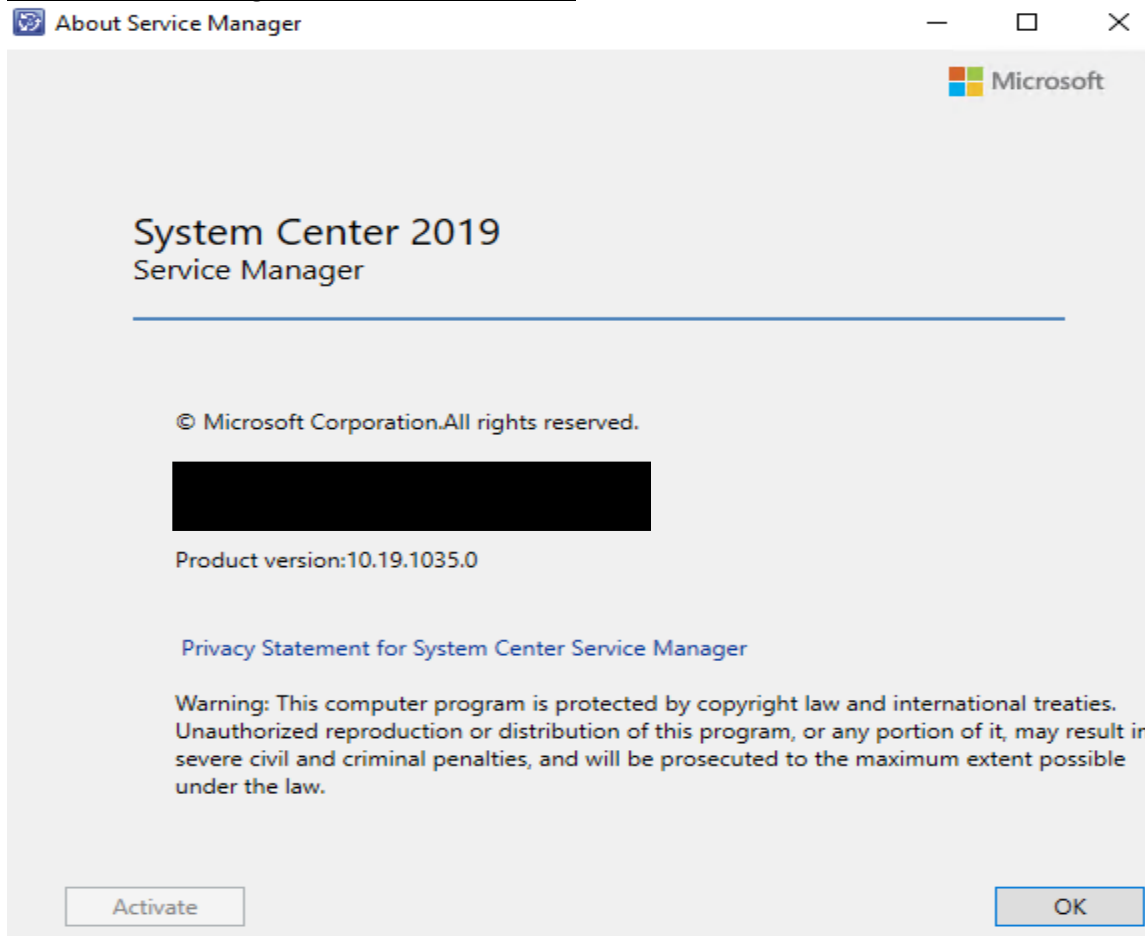 About Service Manager
Microsoft
System Center 2019
Service Manager
© Microsoft Corporation.All rights reserved.
Product version:10.19.1035.0
Privacy Statement for System Center Service Manager
Warning: This computer program is protected by copyright law and international treaties.
Unauthorized reproduction or distribution of this program, or any portion of it, may result in
severe civil and criminal penalties, and will be prosecuted to the maximum extent possible
under the law.
Activate
OK